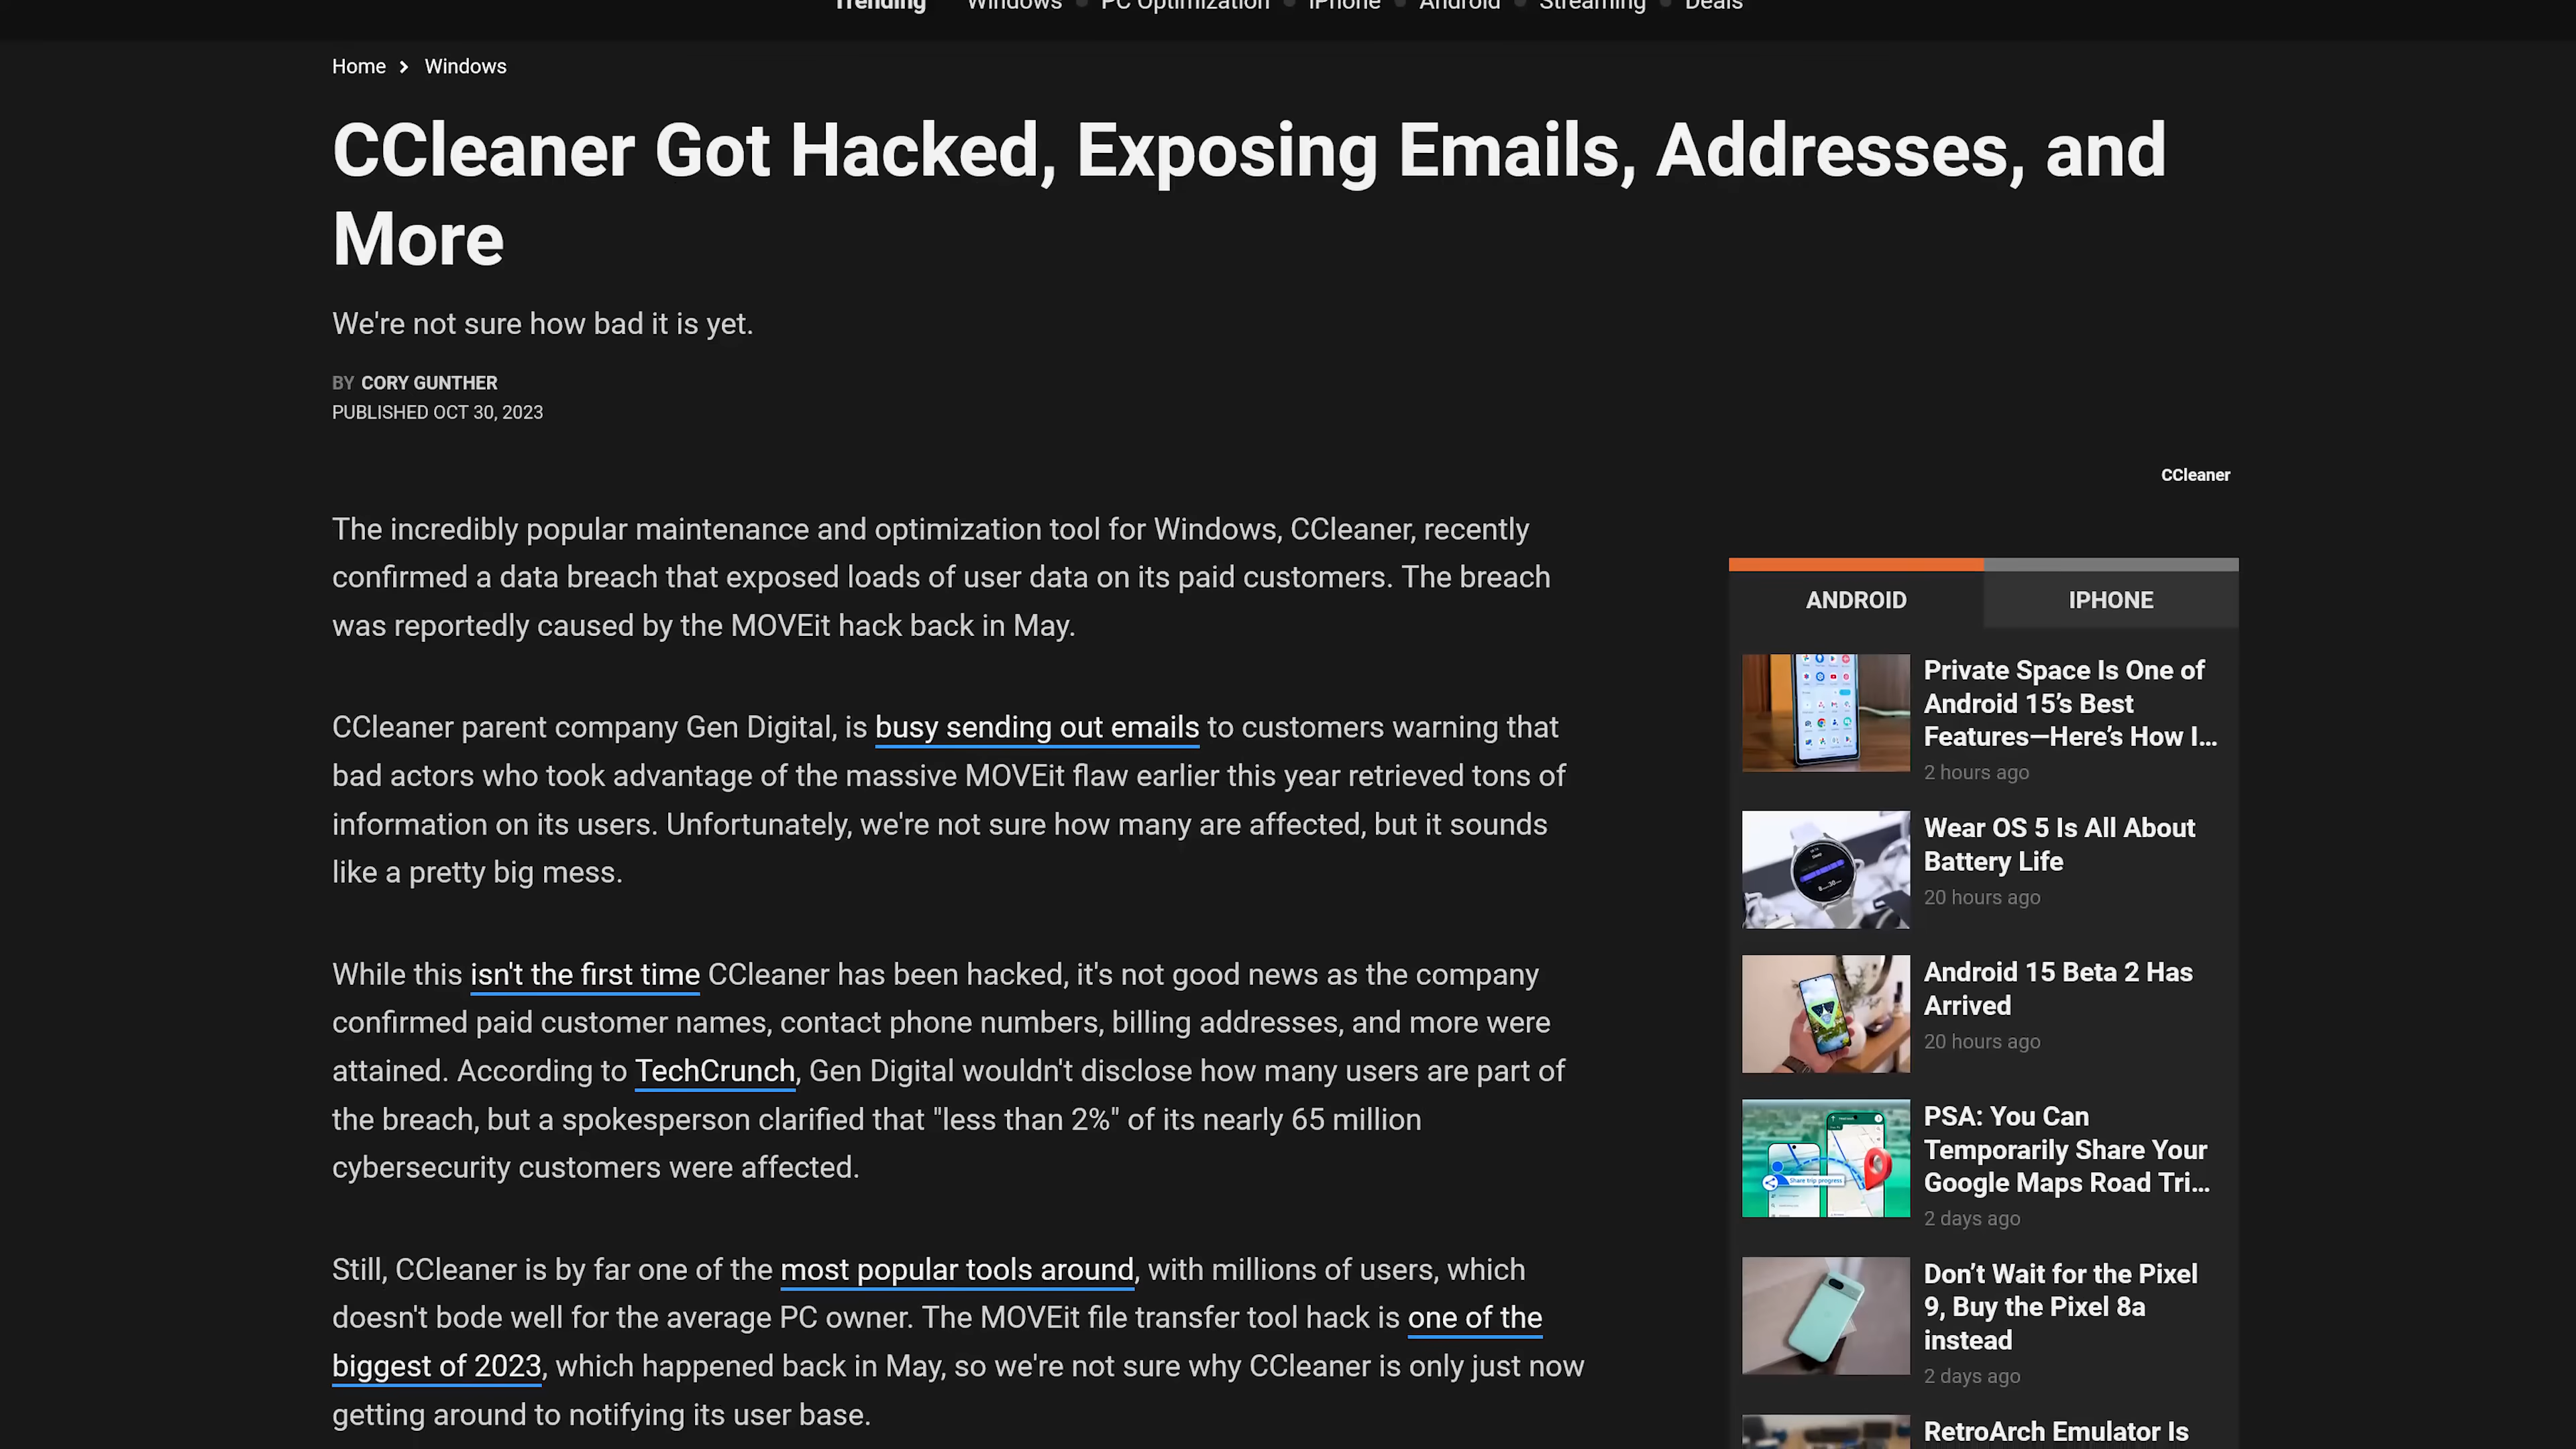 Trending Windows PC Optimization iPhone Android Streaming Deals
Home Windows
CCleaner Got Hacked, Exposing Emails, Addresses, and
More
We're not sure how bad it is yet.
BY CORY GUNTHER
PUBLISHED OCT 30, 2023
CCleaner
The incredibly popular maintenance and optimization tool for Windows, CCleaner, recently
confirmed a data breach that exposed loads of user data on its paid customers. The breach
was reportedly caused by the MOVEit hack back in May.
CCleaner parent company Gen Digital, is busy sending out emails to customers warning that
bad actors who took advantage of the massive MOVEit flaw earlier this year retrieved tons of
information on its users. Unfortunately, we're not sure how many are affected, but it sounds
like a pretty big mess.
While this isn't the first time CCleaner has been hacked, it's not good news as the company
confirmed paid customer names, contact phone numbers, billing addresses, and more were
attained. According to TechCrunch, Gen Digital wouldn't disclose how many users are part of
the breach, but a spokesperson clarified that "less than 2%" of its nearly 65 million
cybersecurity customers were affected.
Still, CCleaner is by far one of the most popular tools around, with millions of users, which
doesn't bode well for the average PC owner. The MOVEit file transfer tool hack is one of the
biggest of 2023, which happened back in May, so we're not sure why CCleaner is only just now
getting around to notifying its user base.
ANDROID IPHONE
Private Space Is One of
Android 15’s Best
Features—Here’s How I...
2 hours ago
Wear OS 5 Is All About
Battery Life
20 hours ago
Android 15 Beta 2 Has
Arrived
20 hours ago
Share trip progress
PSA: You Can
Temporarily Share Your
Google Maps Road Tri...
2 days ago
Don’t Wait for the Pixel
9, Buy the Pixel 8a
instead
2 days ago
RetroArch Emulator Is